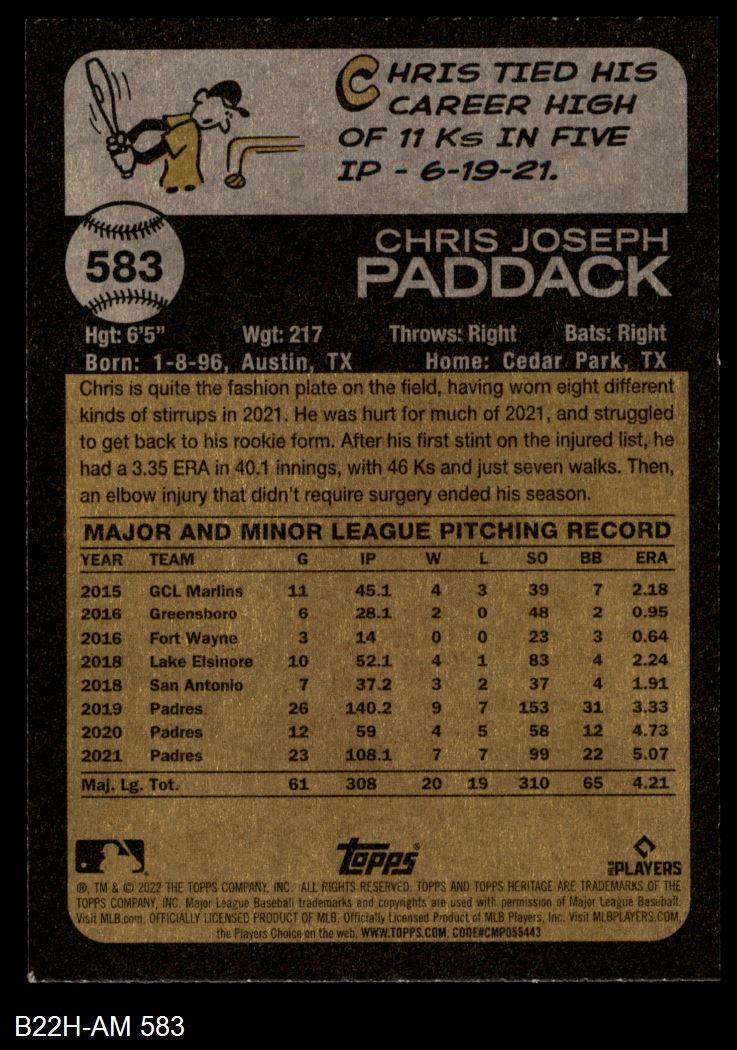 CHRIS TIED HIS
CAREER HIGH
OF 11 Ks IN FIVE
IP - 6-19-21.
583
CHRIS JOSEPH
PADDACK
Hgt: 6'5" Wgt: 217 Throws: Right Bats: Right
Born: 1-8-96, Austin, TX Home: Cedar Park, TX
Chris is quite the fashion plate on the field, having worn eight different
kinds of stirrups in 2021. He was hurt for much of 2021, and struggled
to get back to his rookie form. After his first stint on the injured list, he
had a 3.35 ERA in 40.1 innings, with 46 Ks and just seven walks. Then,
an elbow injury that didn't require surgery ended his season.
MAJOR AND MINOR LEAGUE PITCHING RECORD
YEAR TEAM G IP W L SO BB ERA
2015 GCL Marlins 11 45.1 4 3 39 7 2.18
2016 Greensboro 6 28.1 2 0 48 2 0.95
2016 Fort Wayne 3 14 0 0 23 3 0.64
2018 Lake Elsinore 10 52.1 4 1 83 4 2.24
2018 San Antonio 7 37.2 3 2 37 4 1.91
2019 Padres 26 140.2 9 7 153 31 3.33
2020 Padres 12 59 4 5 58 12 4.73
2021 Padres 23 108.1 7 7 99 22 5.07
Maj. Lg. Tot. 61 308 20 19 310 65 4.21
Topps®
MLB PLAYERS
®, TM & © 2022 THE TOPPS COMPANY, INC. ALL RIGHTS RESERVED. TOPPS AND TOPPS HERITAGE ARE TRADEMARKS OF THE
TOPPS COMPANY, INC. Major League Baseball trademarks and copyrights are used with permission of Major League Baseball.
Visit MLB.com. OFFICIALLY LICENSED PRODUCT OF MLB. Officially Licensed Product of MLB Players, Inc. Visit MLBPLAYERS.COM,
the Players Choice on the web. WWW.TOPPS.COM: CODE#CMP055443
B22H-AM 583